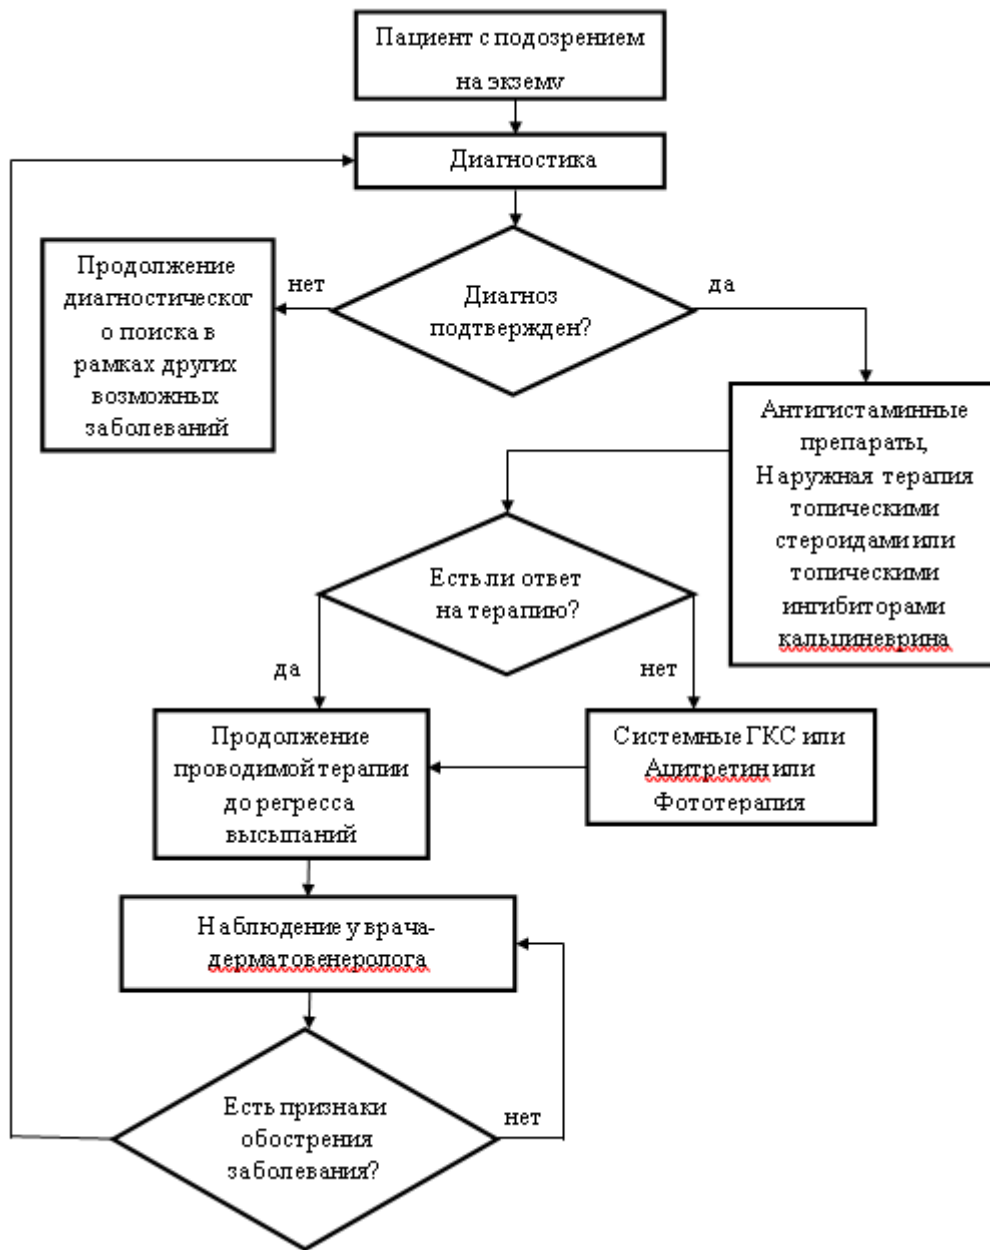 Пациент с подозрением
на экзему
Диагностика
Продолжение
диагностическог
о поиска в
рамках других
возможных
заболеваний
нет
Диагноз
подтвержден?
да
Антигистаминные
препараты,
Наружная терапия
топическими
стероидами или
топическими
ингибиторами
кальциневрина
Есть ли ответ
на терапию?
да
нет
Продолжение
проводимой терапии
до регресса
высыпаний
Системные ГКС или
Ацитретин или
Фототерапия
Наблюдение у врача-
дерматовенеролога
Есть признаки
обострения
заболевания?
нет